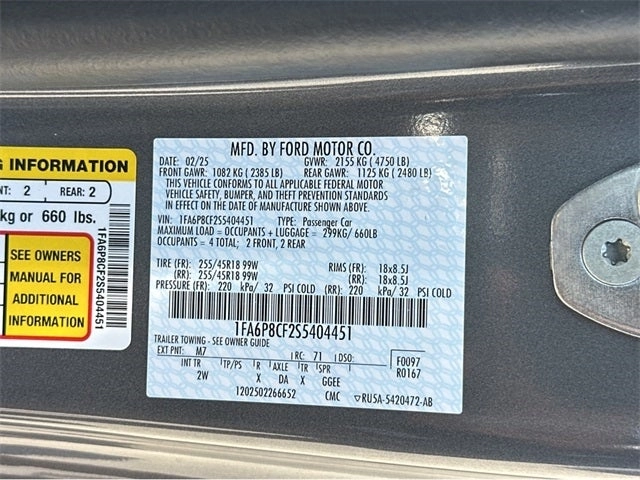 G INFORMATION
NT: 2 REAR: 2
kg or 660 lbs.
SEE OWNERS
MANUAL FOR
ADDITIONAL
INFORMATION
1FA6P8CF2S5404451
MFD. BY FORD MOTOR CO.
DATE: 02/25 GVWR: 2155 KG ( 4750 LB)
FRONT GAWR: 1082 KG ( 2385 LB) REAR GAWR: 1125 KG ( 2480 LB)
THIS VEHICLE CONFORMS TO ALL APPLICABLE FEDERAL MOTOR
VEHICLE SAFETY, BUMPER, AND THEFT PREVENTION STANDARDS
IN EFFECT ON THE DATE OF MANUFACTURE SHOWN ABOVE.
VIN: 1FA6P8CF2S5404451 TYPE: Passenger Car
MAXIMUM LOAD = OCCUPANTS + LUGGAGE = 299KG/ 660LB
OCCUPANTS = 4 TOTAL; 2 FRONT, 2 REAR
TIRE (FR): 255/45R18 99W RIMS (FR): 18x8.5J
(RR): 255/45R18 99W (RR): 18x8.5J
PRESSURE (FR): 220 kPa/ 32 PSI COLD (RR): 220 kPa/ 32 PSI COLD
1FA6P8CF2S5404451
TRAILER TOWING - SEE OWNER GUIDE
EXT PNT: M7 RC: 71 DSO: F0097
INT TR TP/PS R AXLE TR SPR R0167
2W X DA X GGEE
1202502266652 CMC RU5A-5420472-AB